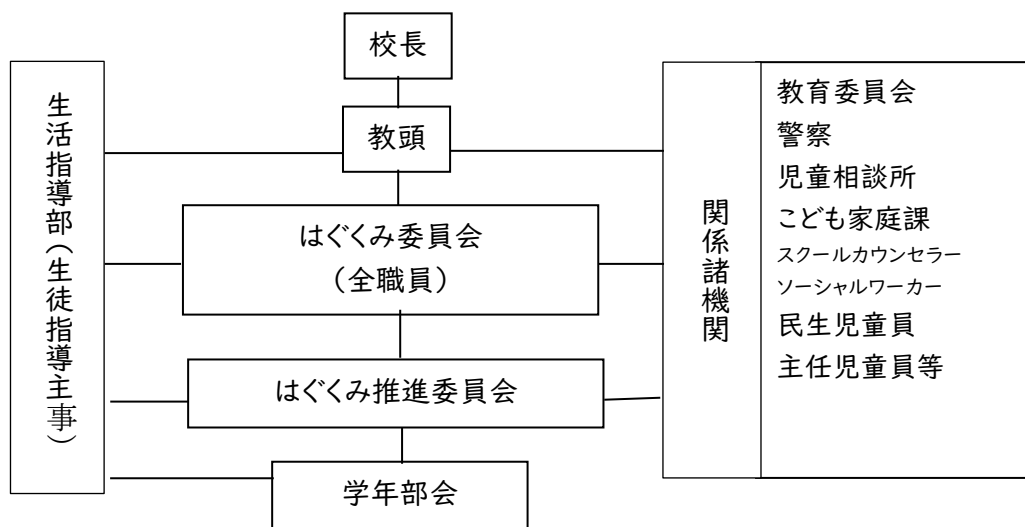 校長
教頭
生活指導部（生徒指導主事）
はぐくみ委員会
（全職員）
はぐくみ推進委員会
学年部会
関係諸機関
教育委員会
警察
児童相談所
こども家庭課
スクールカウンセラー
ソーシャルワーカー
民生児童員
主任児童員等